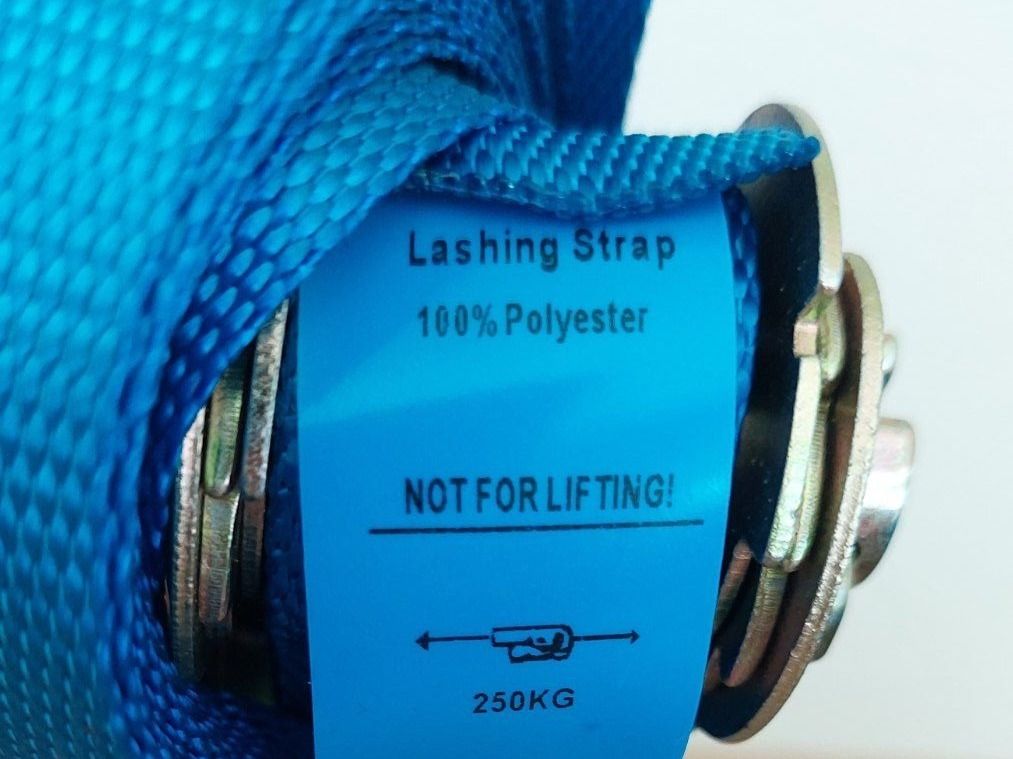 Lashing Strap
100% Polyester
NOT FOR LIFTING!
250KG